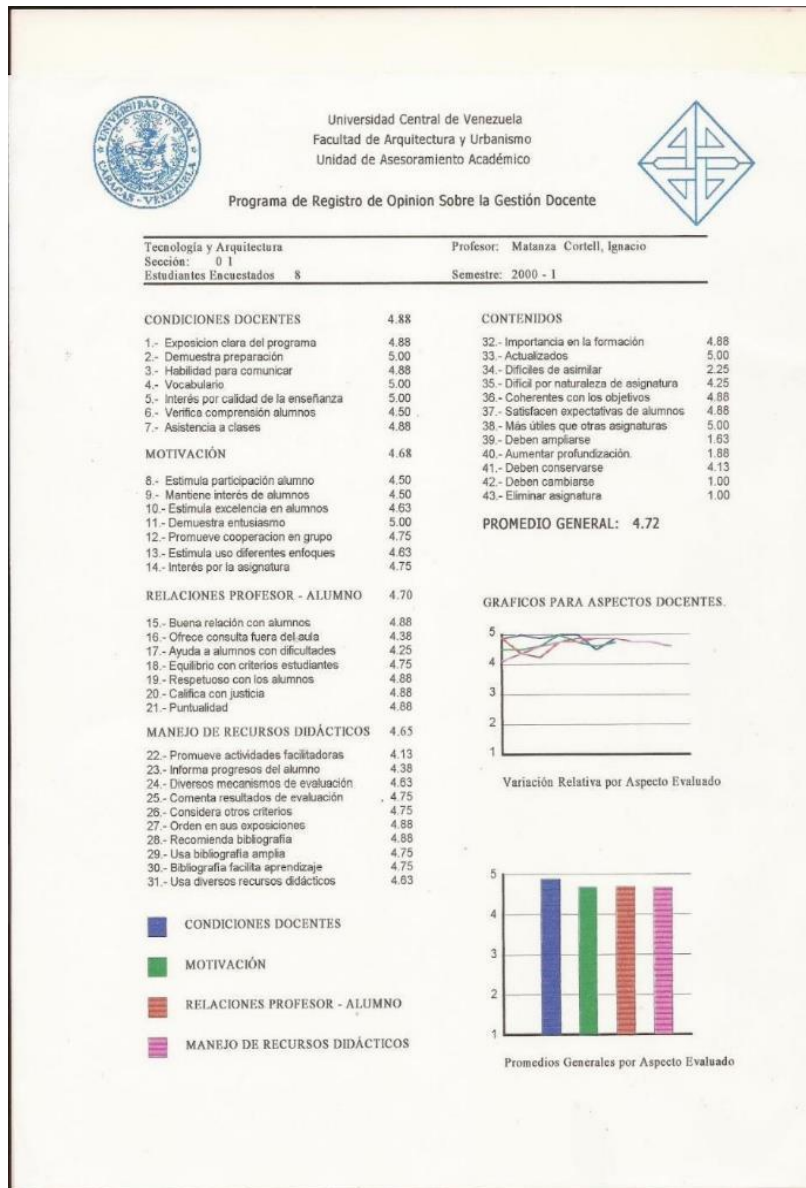 UNIVERSIDAD CENTRAL
CARACAS - VENEZUELA
Universidad Central de Venezuela
Facultad de Arquitectura y Urbanismo
Unidad de Asesoramiento Académico
Programa de Registro de Opinion Sobre la Gestión Docente
Tecnología y Arquitectura
Sección: 0 1
Estudiantes Encuestados 8
Profesor: Matanza Cortell, Ignacio
Semestre: 2000 - 1
CONDICIONES DOCENTES 4.88
1.- Exposicion clara del programa 4.88
2.- Demuestra preparación 5.00
3.- Habilidad para comunicar 4.88
4.- Vocabulario 5.00
5.- Interés por calidad de la enseñanza 5.00
6.- Verifica comprensión alumnos 4.50
7.- Asistencia a clases 4.88
MOTIVACIÓN 4.68
8.- Estimula participación alumno 4.50
9.- Mantiene interés de alumnos 4.50
10.- Estimula excelencia en alumnos 4.63
11.- Demuestra entusiasmo 5.00
12.- Promueve cooperacion en grupo 4.75
13.- Estimula uso diferentes enfoques 4.63
14.- Interés por la asignatura 4.75
RELACIONES PROFESOR - ALUMNO 4.70
15.- Buena relación con alumnos 4.88
16.- Ofrece consulta fuera del aula 4.38
17.- Ayuda a alumnos con dificultades 4.25
18.- Equilibrio con criterios estudiantes 4.75
19.- Respetuoso con los alumnos 4.88
20.- Califica con justicia 4.88
21.- Puntualidad 4.88
MANEJO DE RECURSOS DIDÁCTICOS 4.65
22.- Promueve actividades facilitadoras 4.13
23.- Informa progresos del alumno 4.38
24.- Diversos mecanismos de evaluación 4.63
25.- Comenta resultados de evaluación 4.75
26.- Considera otros criterios 4.75
27.- Orden en sus exposiciones 4.88
28.- Recomienda bibliografía 4.88
29.- Usa bibliografía amplia 4.75
30.- Bibliografía facilita aprendizaje 4.75
31.- Usa diversos recursos didácticos 4.63
CONDICIONES DOCENTES
MOTIVACIÓN
RELACIONES PROFESOR - ALUMNO
MANEJO DE RECURSOS DIDÁCTICOS
CONTENIDOS
32.- Importancia en la formación 4.88
33.- Actualizados 5.00
34.- Difíciles de asimilar 2.25
35.- Difícil por naturaleza de asignatura 4.25
36.- Coherentes con los objetivos 4.88
37.- Satisfacen expectativas de alumnos 4.88
38.- Más útiles que otras asignaturas 5.00
39.- Deben ampliarse 1.63
40.- Aumentar profundización. 1.88
41.- Deben conservarse 4.13
42.- Deben cambiarse 1.00
43.- Eliminar asignatura 1.00
PROMEDIO GENERAL: 4.72
GRAFICOS PARA ASPECTOS DOCENTES.
5
4
3
2
1
Variación Relativa por Aspecto Evaluado
5
4
3
2
1
Promedios Generales por Aspecto Evaluado